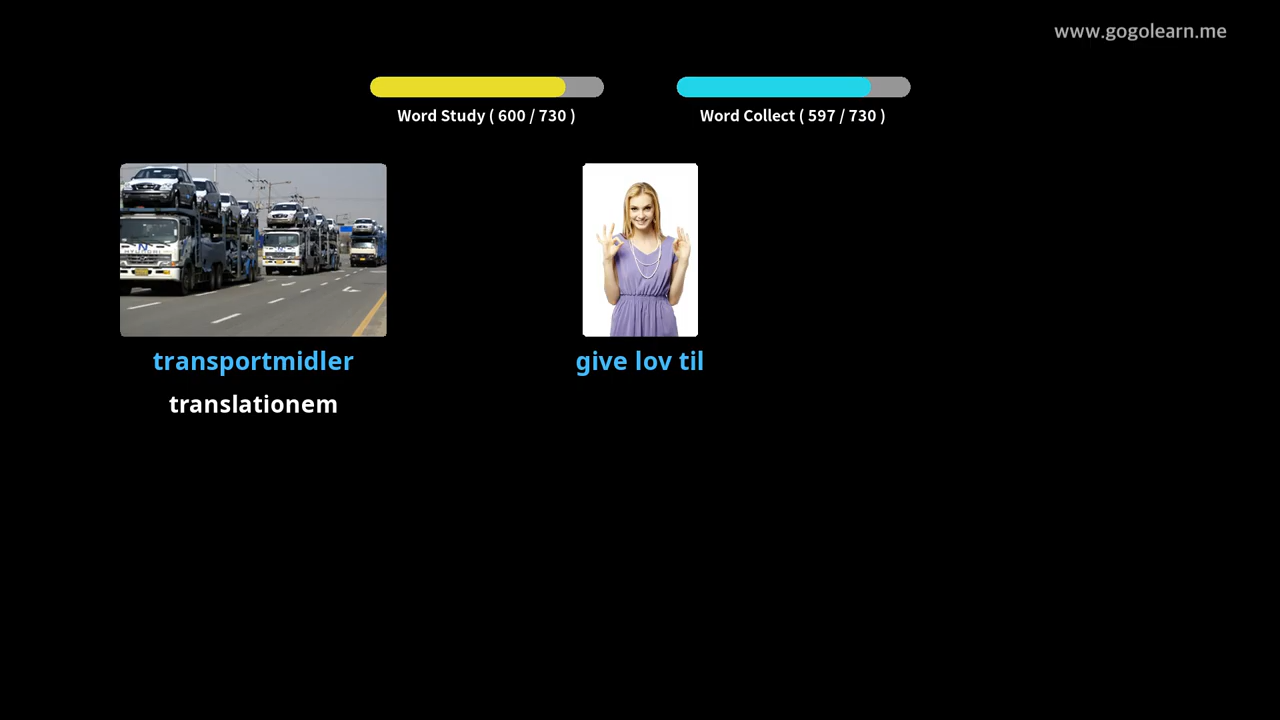 www.gogolearn.me
Word Study ( 600 / 730 )
Word Collect ( 597 / 730 )
transportmidler
give lov til
translationem